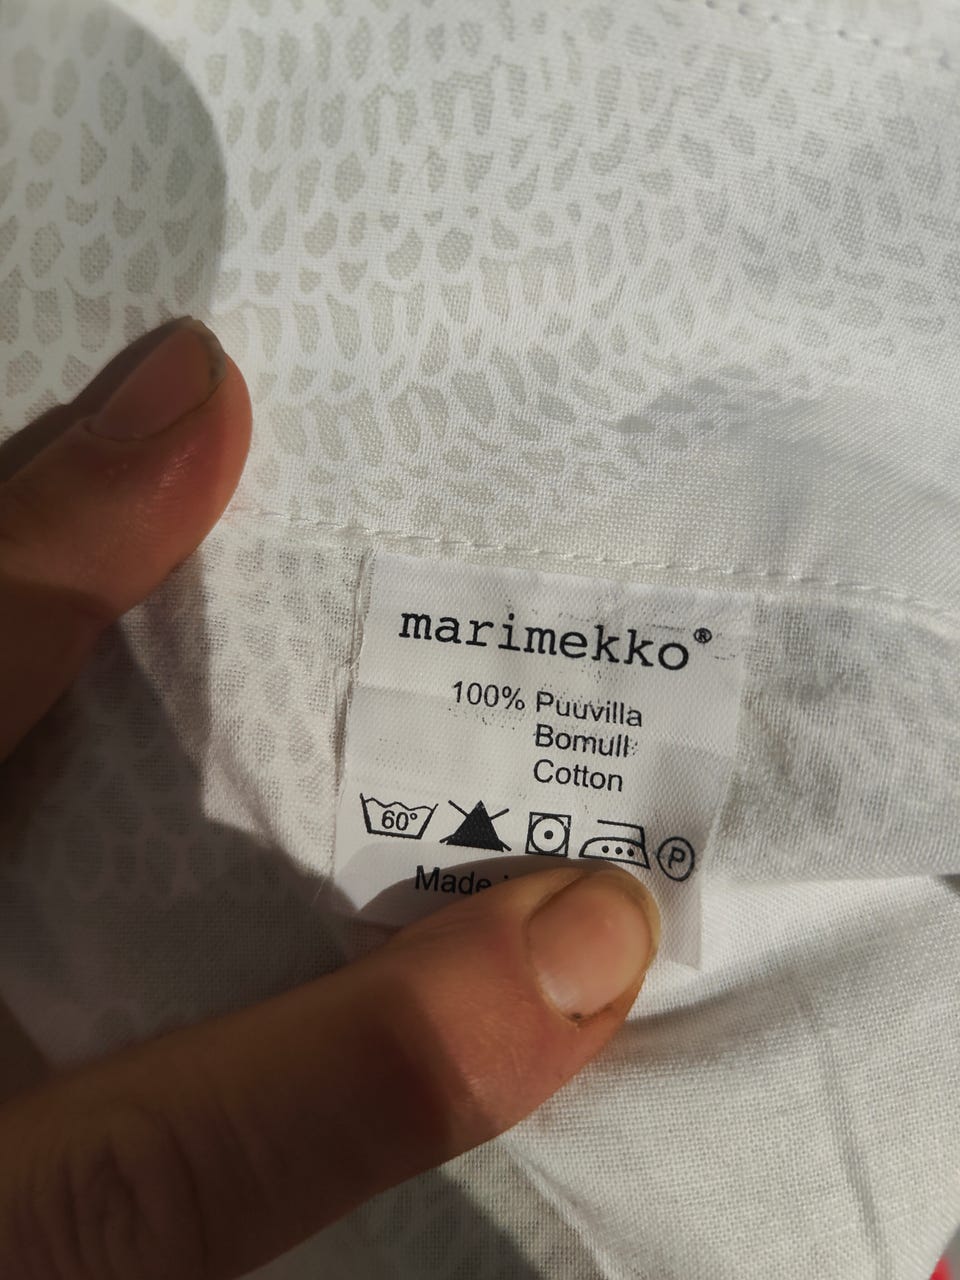 marimekko®
100% Puuvilla
Bomull
Cotton
60°
P
Made